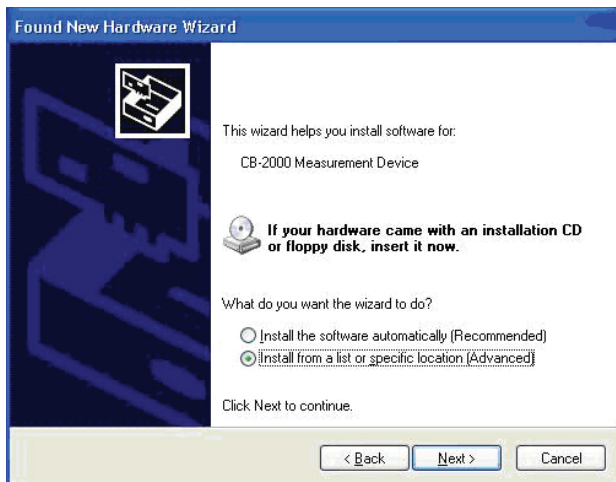 Found New Hardware Wizard
This wizard helps you install software for:
CB-2000 Measurement Device
If your hardware came with an installation CD
or floppy disk, insert it now.
What do you want the wizard to do?
Install the software automatically (Recommended)
Install from a list or specific location (Advanced)
Click Next to continue.
< Back Next > Cancel